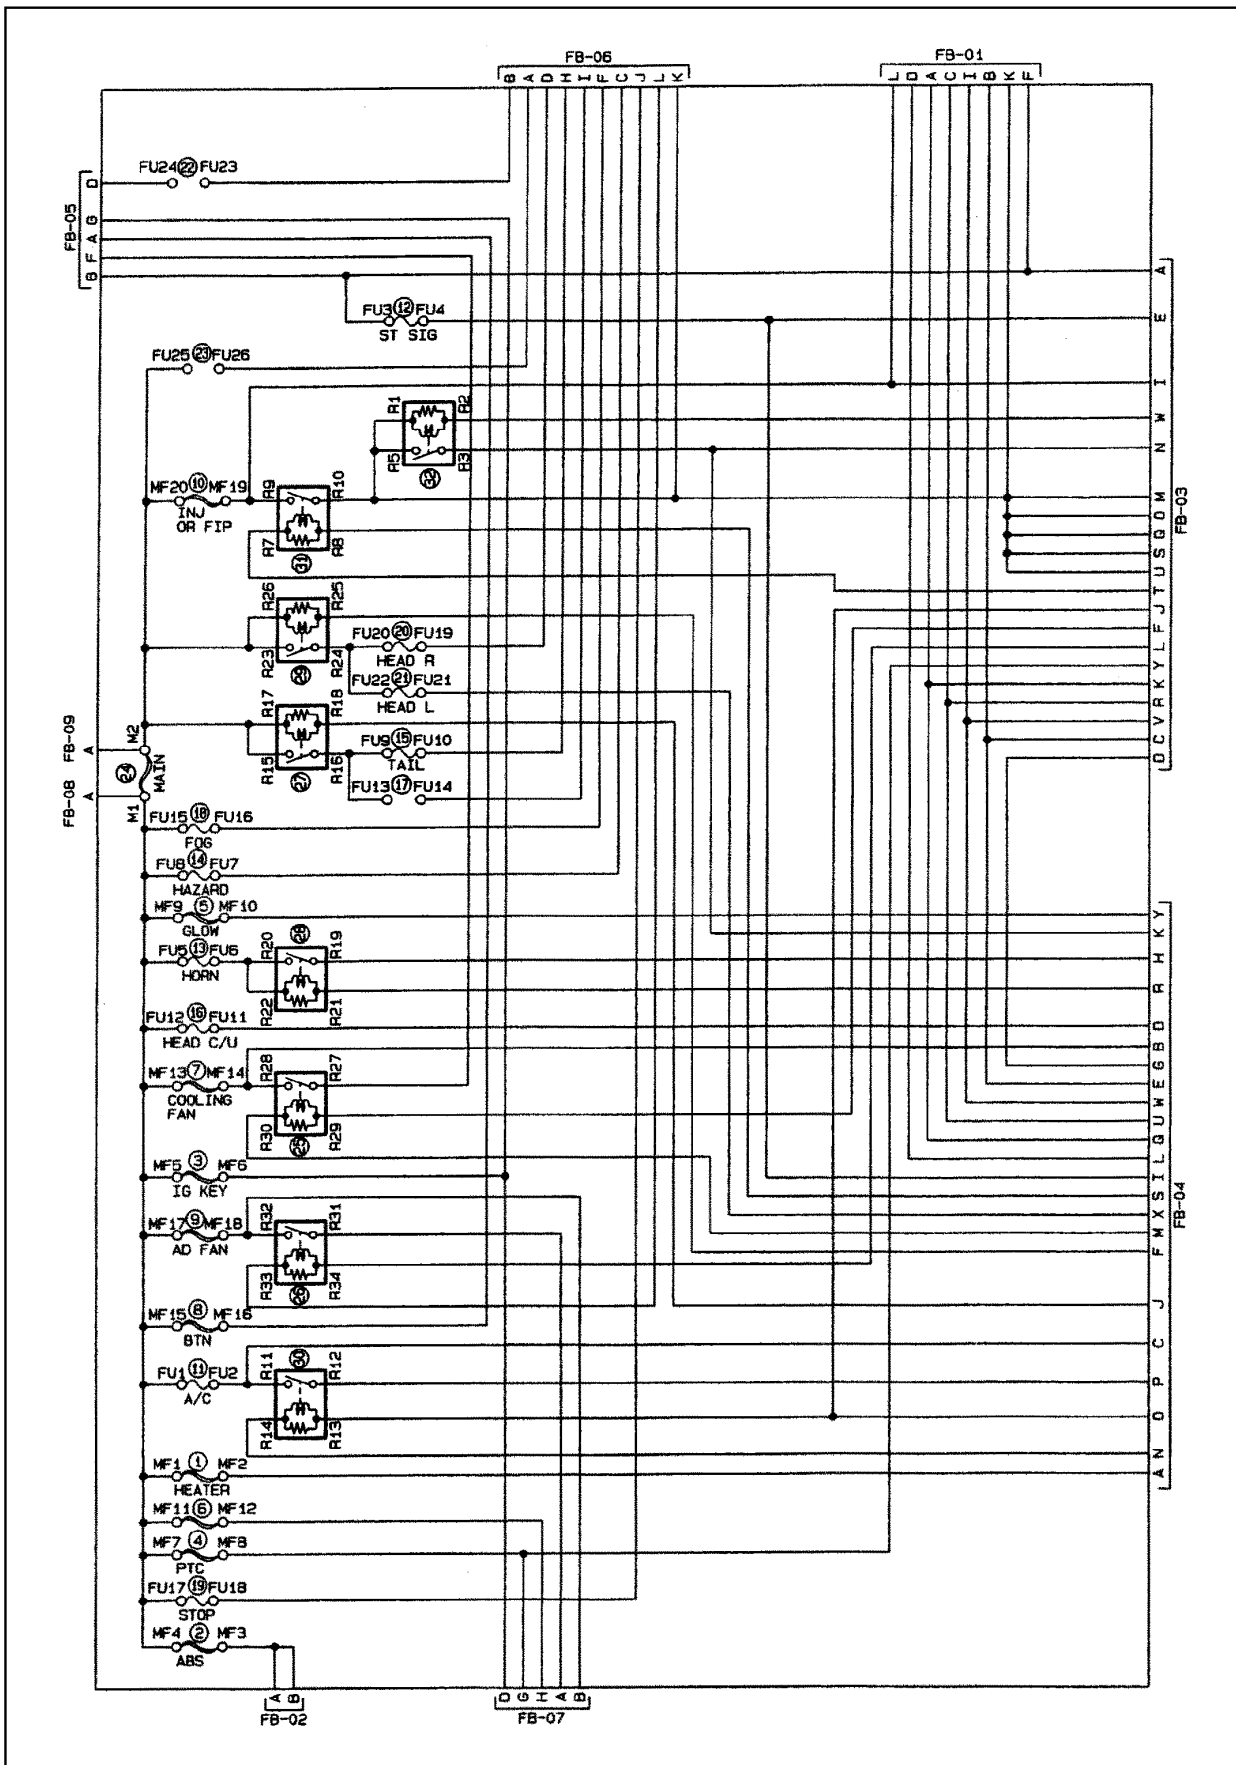 FB-06
B A D H I F C J L K
FB-01
L D A C I B K F
FB-05
D G A F B
FU24 22 FU23
FU3 12 FU4
ST SIG
FU25 23 FU26
R1 R2
R5 R3
32
MF20 10 MF19
INJ
OR FIP
R9 R10
R7 R8
31
R26 R25
R23 R24
29
FU20 20 FU19
HEAD R
FU22 21 FU21
HEAD L
R17 R18
R15 R16
27
FU9 15 FU10
TAIL
FU13 17 FU14
FB-09
A
M2
24
MAIN
FB-08
A
M1
FU15 18 FU16
FOG
FU8 14 FU7
HAZARD
MF9 5 MF10
GLOW
FU5 13 FU6
HORN
R20 28 R19
R22 R21
FU12 16 FU11
HEAD C/U
MF13 7 MF14
COOLING
FAN
R28 R27
R30 R29
25
MF5 3 MF6
IG KEY
MF17 9 MF18
AD FAN
R32 R31
R33 R34
26
MF15 8 MF16
BTN
FU1 11 FU2
A/C
R11 30 R12
R14 R13
MF1 1 MF2
HEATER
MF11 6 MF12
MF7 4 MF8
PTC
FU17 19 FU18
STOP
MF4 2 MF3
ABS
A B
FB-02
D G H A B
FB-07
A E I W N M O Q S U T J F L Y K R V C D
FB-03
Y K H R D B G E W U Q L I S X M F J C P O N A
FB-04